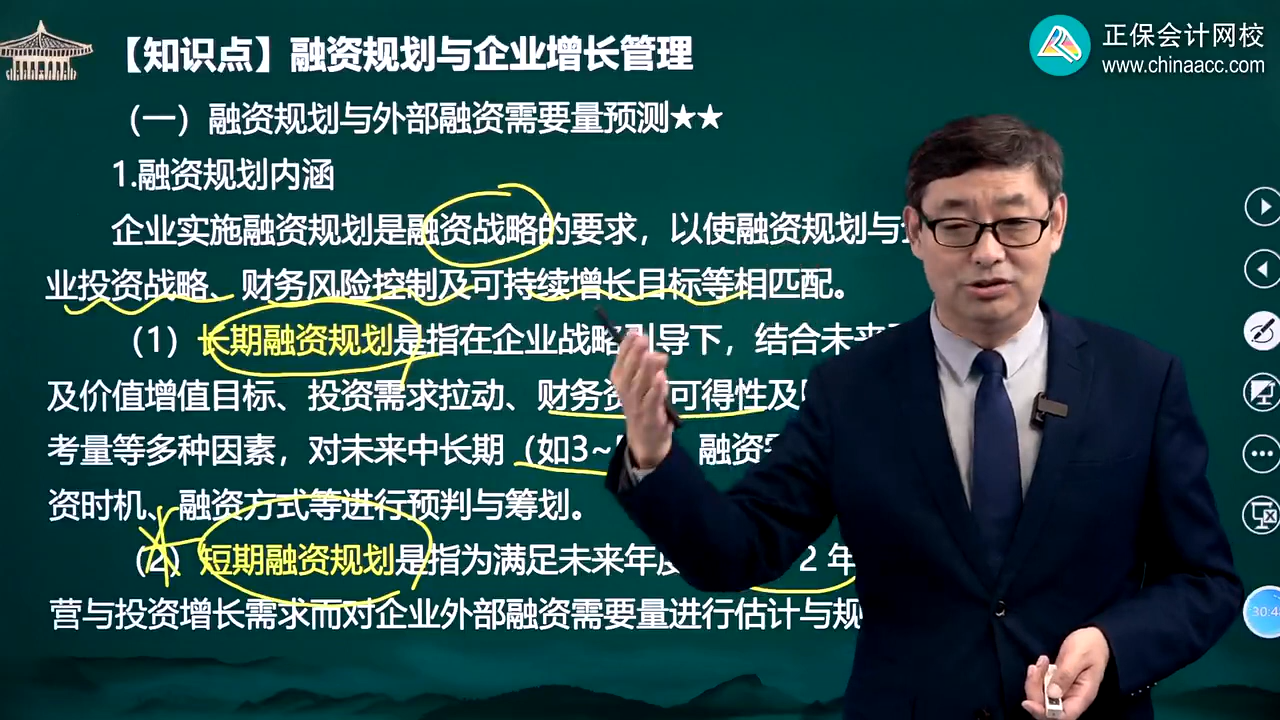 【知识点】融资规划与企业增长管理
正保会计网校
www.chinaacc.com
（一）融资规划与外部融资需要量预测★★
1.融资规划内涵
企业实施融资规划是融资战略的要求，以使融资规划与企
业投资战略、财务风险控制及可持续增长目标等相匹配。
（1）长期融资规划是指在企业战略引导下，结合未来
及价值增值目标、投资需求拉动、财务资 可得性及
考量等多种因素，对未来中长期（如3~ 融资
资时机、融资方式等进行预判与筹划。
（2）短期融资规划是指为满足未来年度 2 年
营与投资增长需求而对企业外部融资需要量进行估计与规
30:4